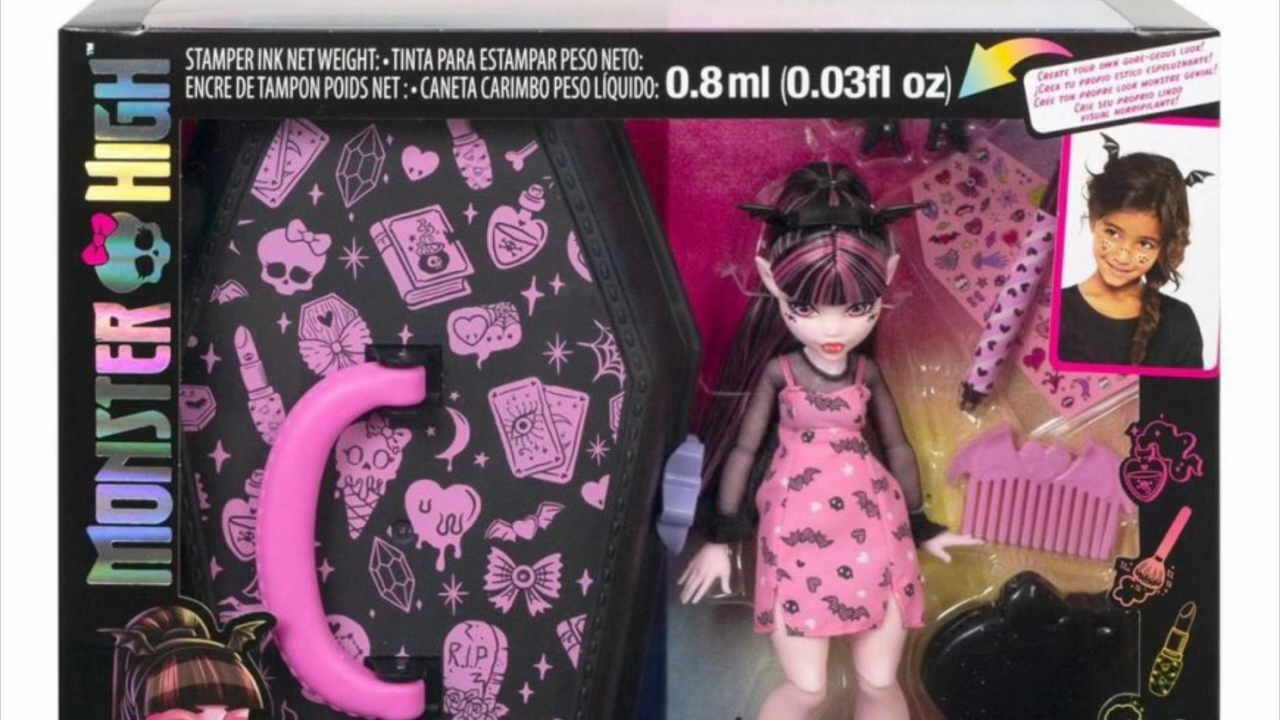 MONSTER HIGH™
STAMPER INK NET WEIGHT: • TINTA PARA ESTAMPAR PESO NETO:
ENCRE DE TAMPON POIDS NET : • CANETA CARIMBO PESO LÍQUIDO: 0.8 ml (0.03fl oz)
CREATE YOUR OWN GORE-GEOUS LOOK!
¡CREA TU PROPIO ESTILO ESPELUZNANTE!
CRÉE TON PROPRE LOOK MONSTRE GÉNIAL!
CRIE SEU PRÓPRIO LINDO
VISUAL HORRIPILANTE!
R.I.P